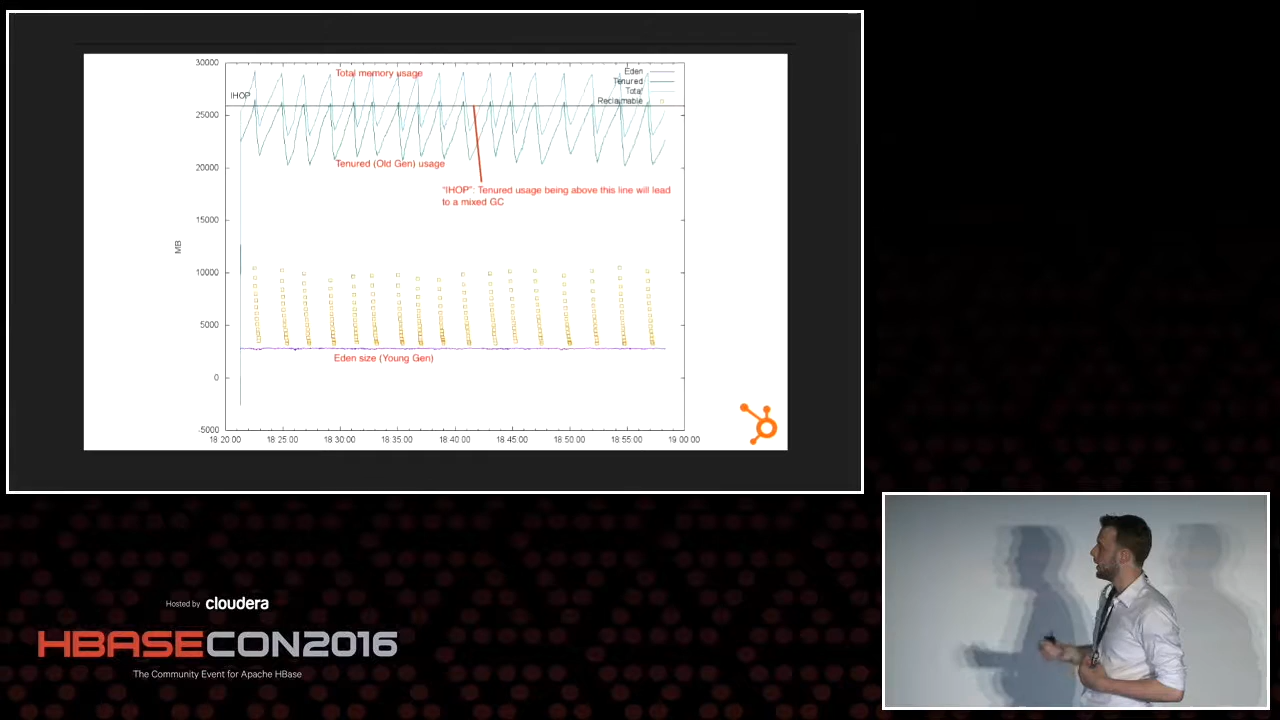 30000
25000
20000
15000
10000
5000
0
-5000
MB
IHOP
Total memory usage
Eden
Tenured
Total
Reclaimable
Tenured (Old Gen) usage
"IHOP": Tenured usage being above this line will lead
to a mixed GC
Eden size (Young Gen)
18:20:00 18:25:00 18:30:00 18:35:00 18:40:00 18:45:00 18:50:00 18:55:00 19:00:00
Hosted by cloudera
HBASECON2016
The Community Event for Apache HBase